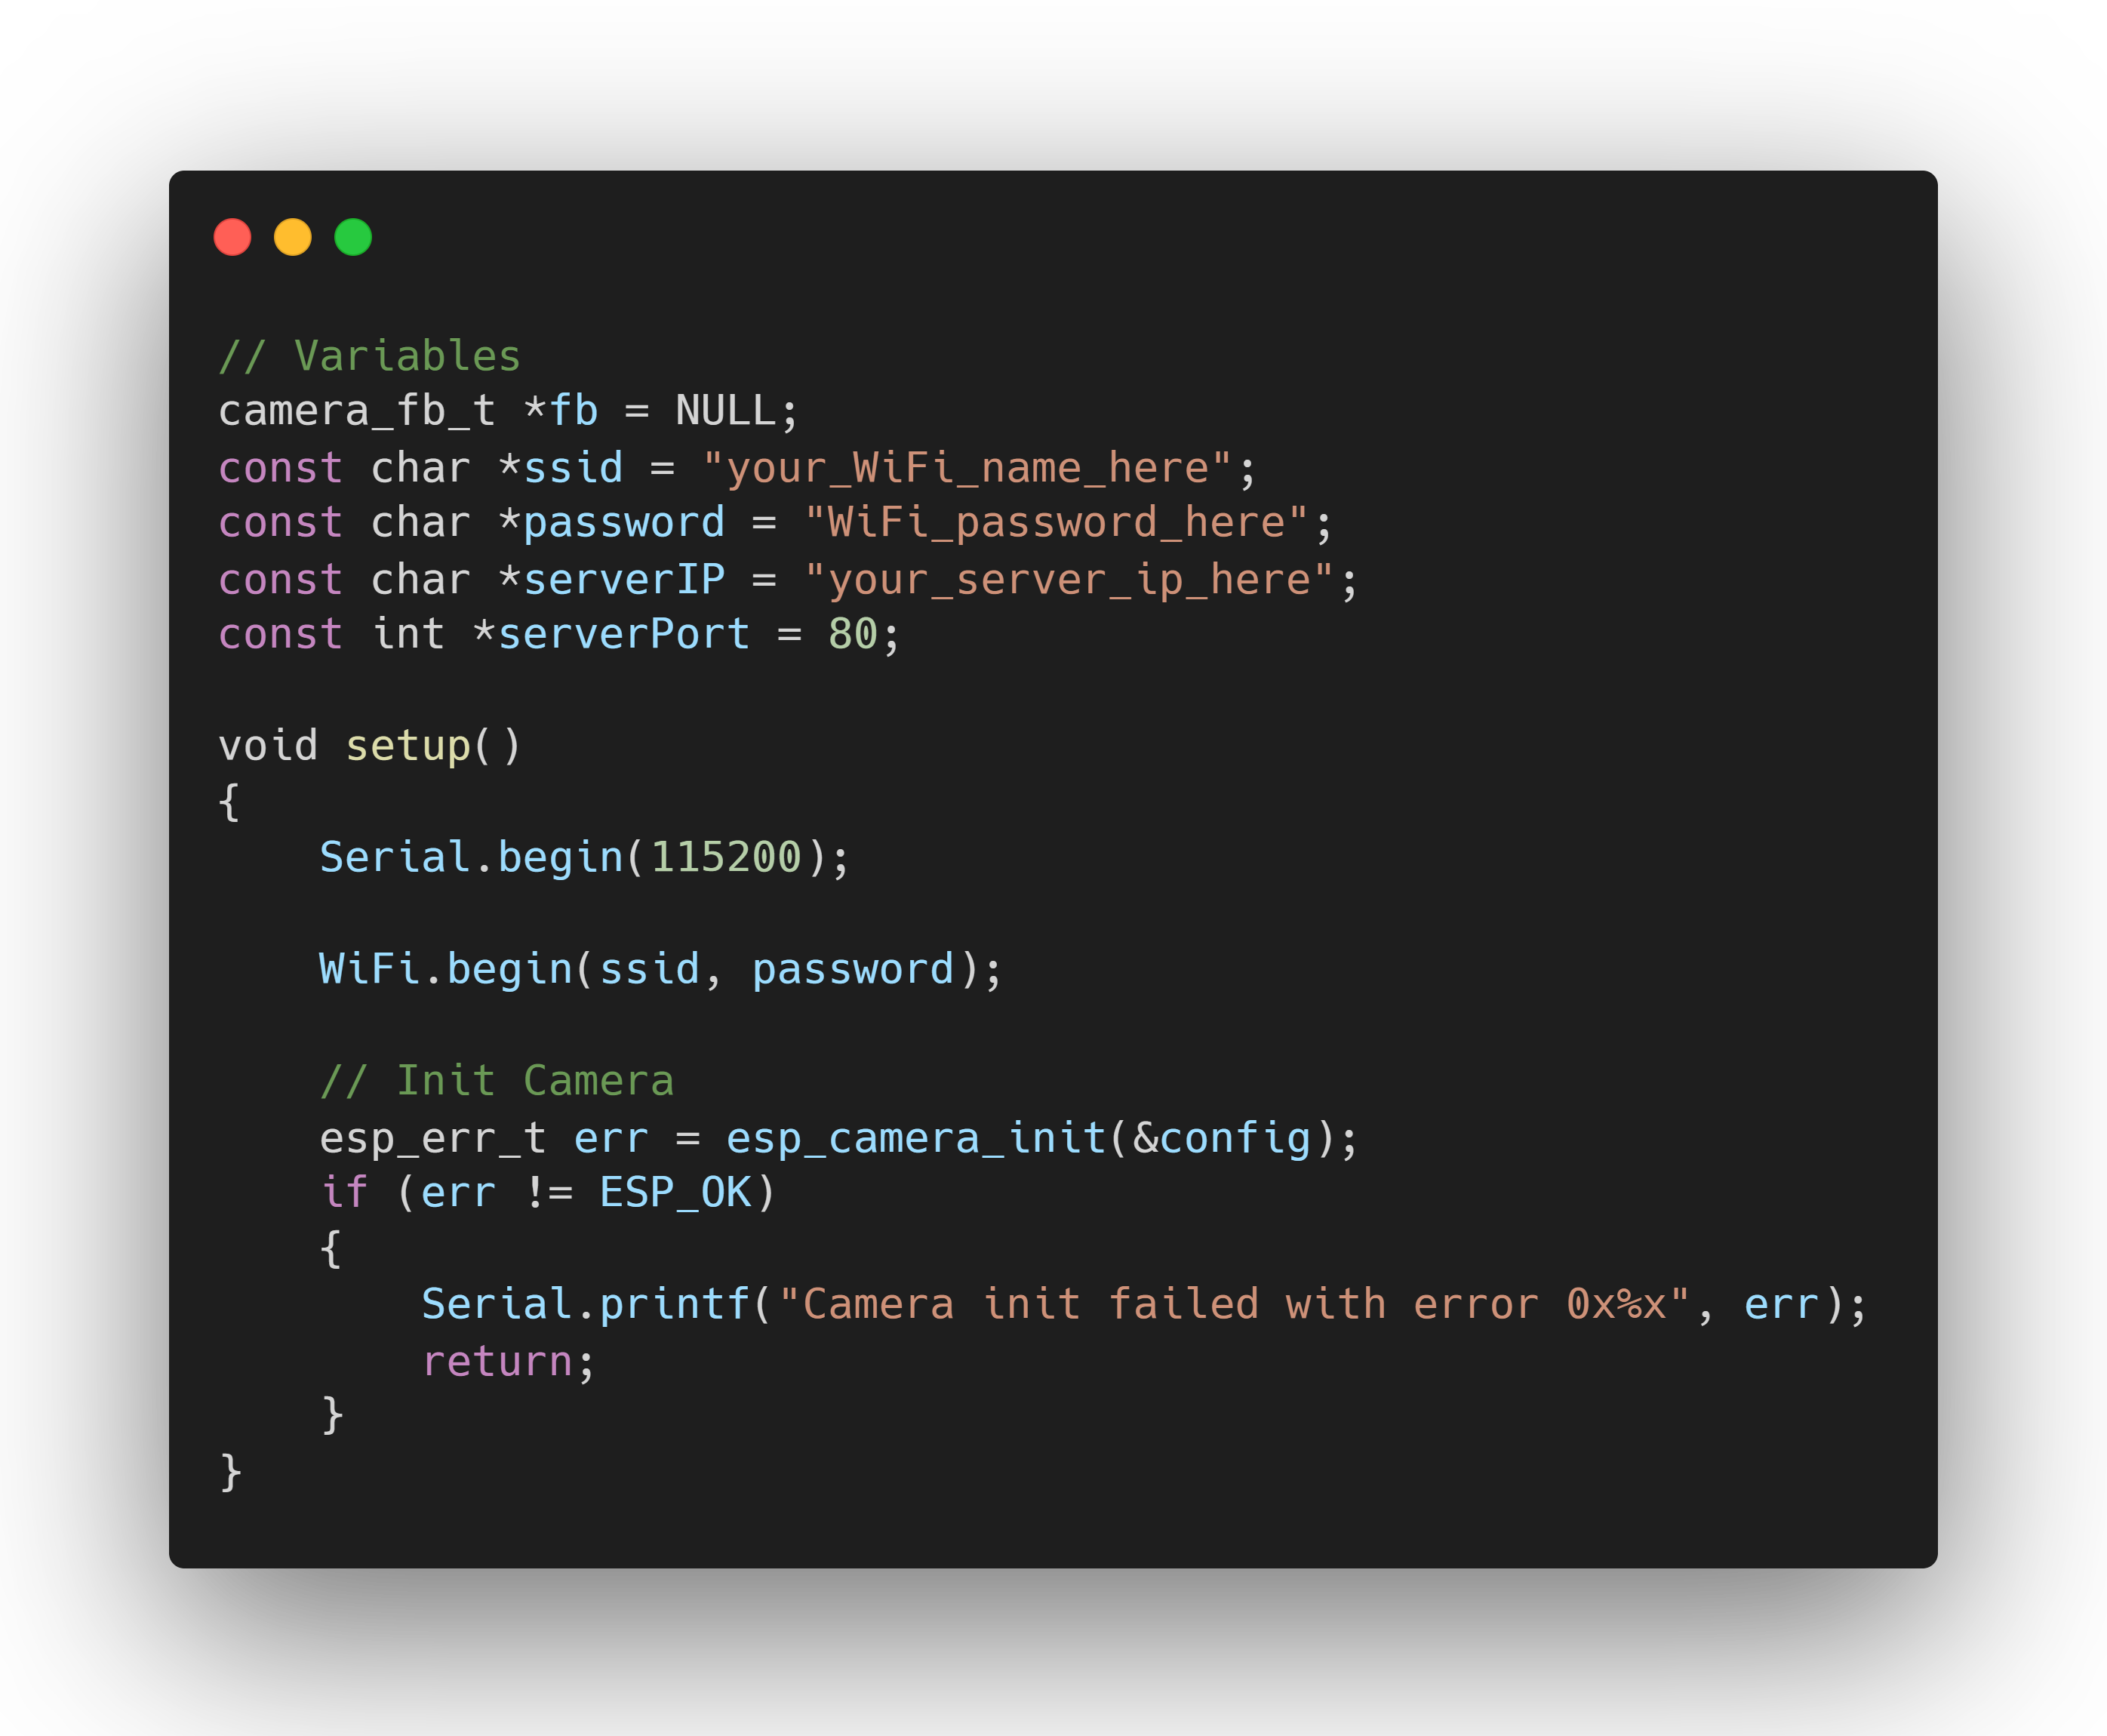 // Variables
camera_fb_t *fb = NULL;
const char *ssid = "your_WiFi_name_here";
const char *password = "WiFi_password_here";
const char *serverIP = "your_server_ip_here";
const int *serverPort = 80;
void setup()
{
    Serial.begin(115200);
    WiFi.begin(ssid, password);
    // Init Camera
    esp_err_t err = esp_camera_init(&config);
    if (err != ESP_OK)
    {
        Serial.printf("Camera init failed with error 0x%x", err);
        return;
    }
}